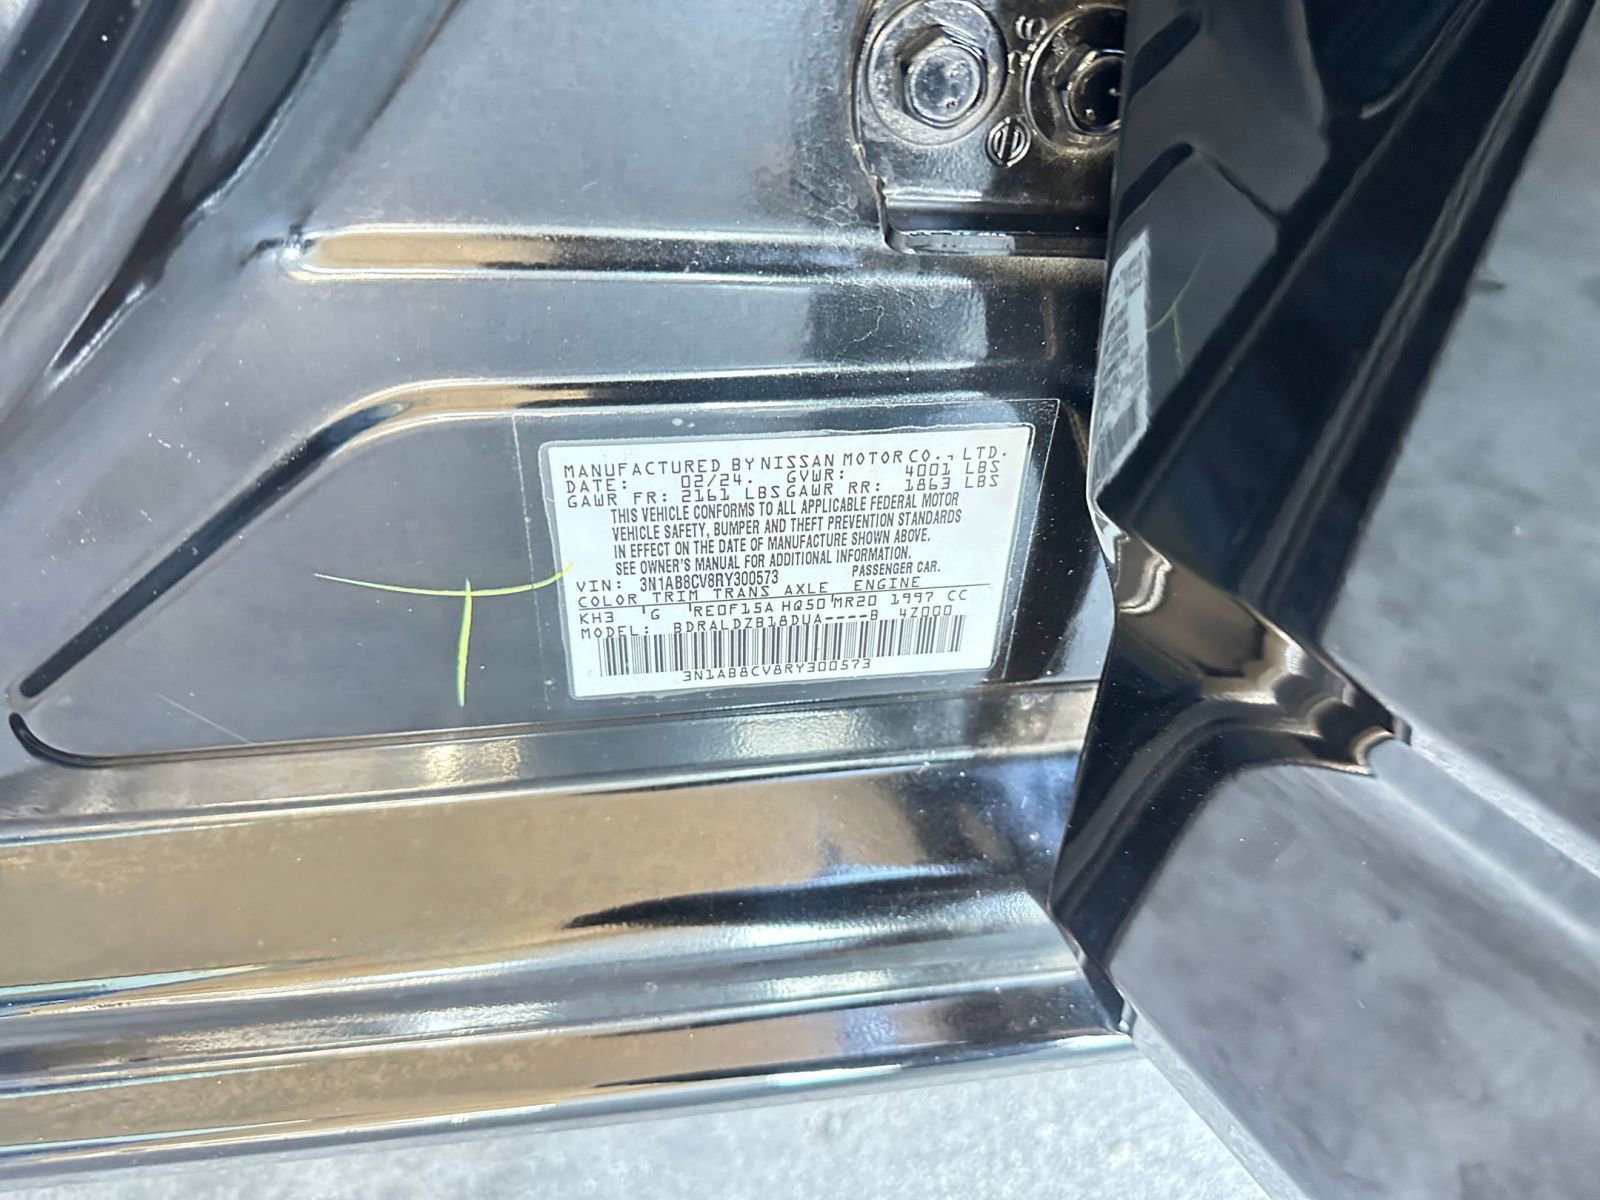 MANUFACTURED BY NISSAN MOTOR CO., LTD.
DATE: 02/24. GVWR: 4001 LBS
GAWR FR: 2161 LBS GAWR RR: 1863 LBS
THIS VEHICLE CONFORMS TO ALL APPLICABLE FEDERAL MOTOR
VEHICLE SAFETY, BUMPER AND THEFT PREVENTION STANDARDS
IN EFFECT ON THE DATE OF MANUFACTURE SHOWN ABOVE.
SEE OWNER'S MANUAL FOR ADDITIONAL INFORMATION.
VIN: 3N1AB8CV8RY300573 PASSENGER CAR.
COLOR TRIM TRANS AXLE ENGINE
KH3 'G 'RE0F15A HQ50'MR20 1997 CC
MODEL: BDRALDZB18DUA----B 4Z000
3N1AB8CV8RY300573